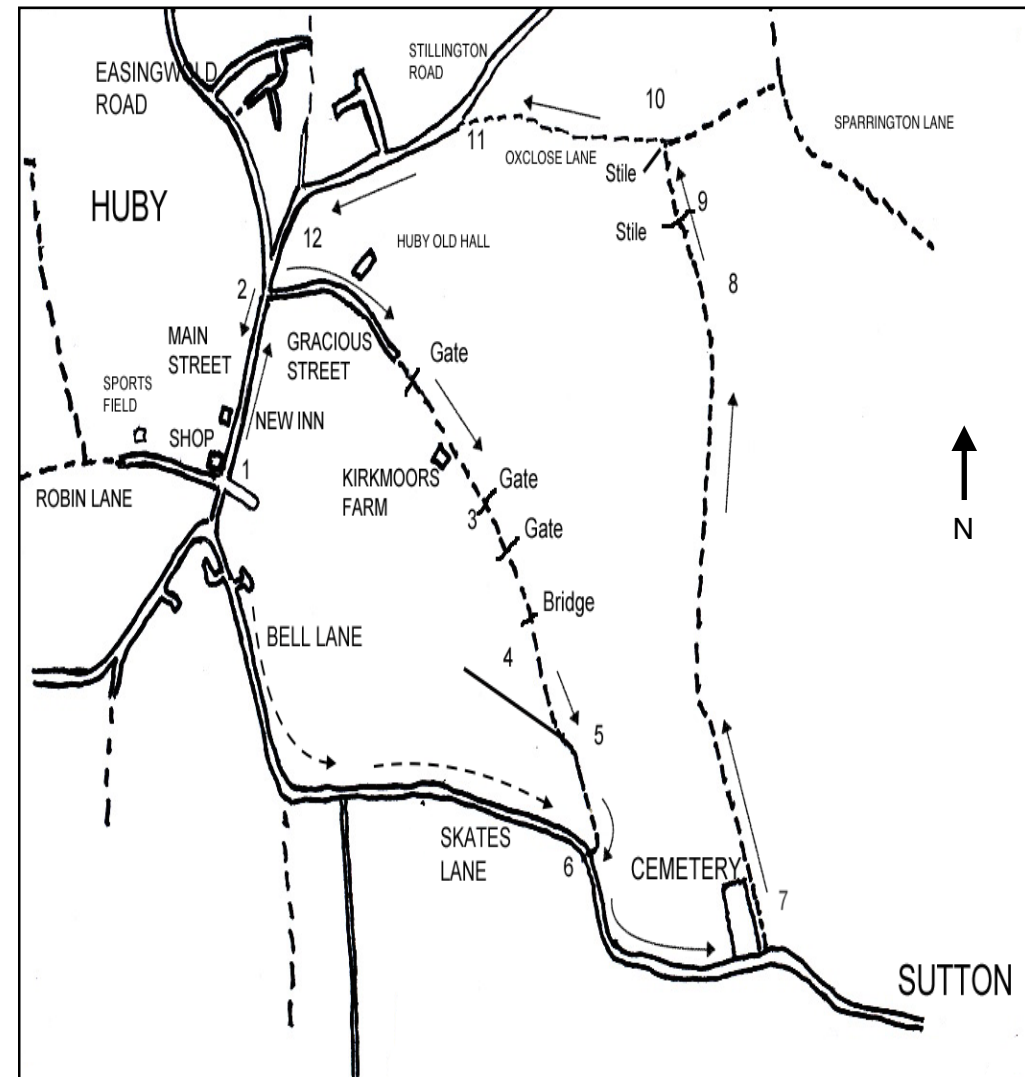 EASINGWOLD
ROAD
STILLINGTON
ROAD
10
SPARRINGTON LANE
11
OXCLOSE LANE
Stile
HUBY
9
Stile
12
HUBY OLD HALL
8
2
MAIN
STREET
GRACIOUS
STREET
Gate
SPORTS
FIELD
NEW INN
SHOP
1
ROBIN LANE
KIRKMOORS
FARM
Gate
3
Gate
N
Bridge
BELL LANE
4
5
SKATES
LANE
6
CEMETERY
7
SUTTON